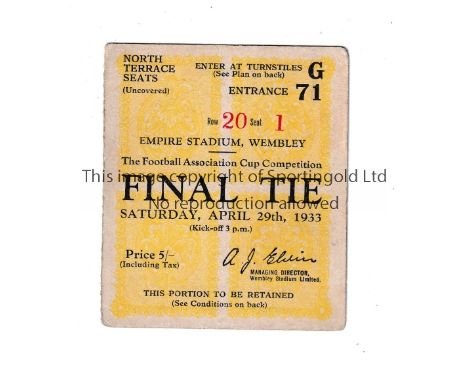 NORTH TERRACE SEATS
(Uncovered)
ENTER AT TURNSTILES
(See Plan on back)
G
ENTRANCE 71
Row 20 Seat 1
EMPIRE STADIUM, WEMBLEY
The Football Association Cup Competition
This image copyright of Sportingold Ltd
FINAL TIE
No reproduction allowed
SATURDAY, APRIL 29th, 1933
(Kick-off 3 p.m.)
Price 5/-
(Including Tax)
A. J. Elvin
MANAGING DIRECTOR,
Wembley Stadium Limited.
THIS PORTION TO BE RETAINED
(See Conditions on back)